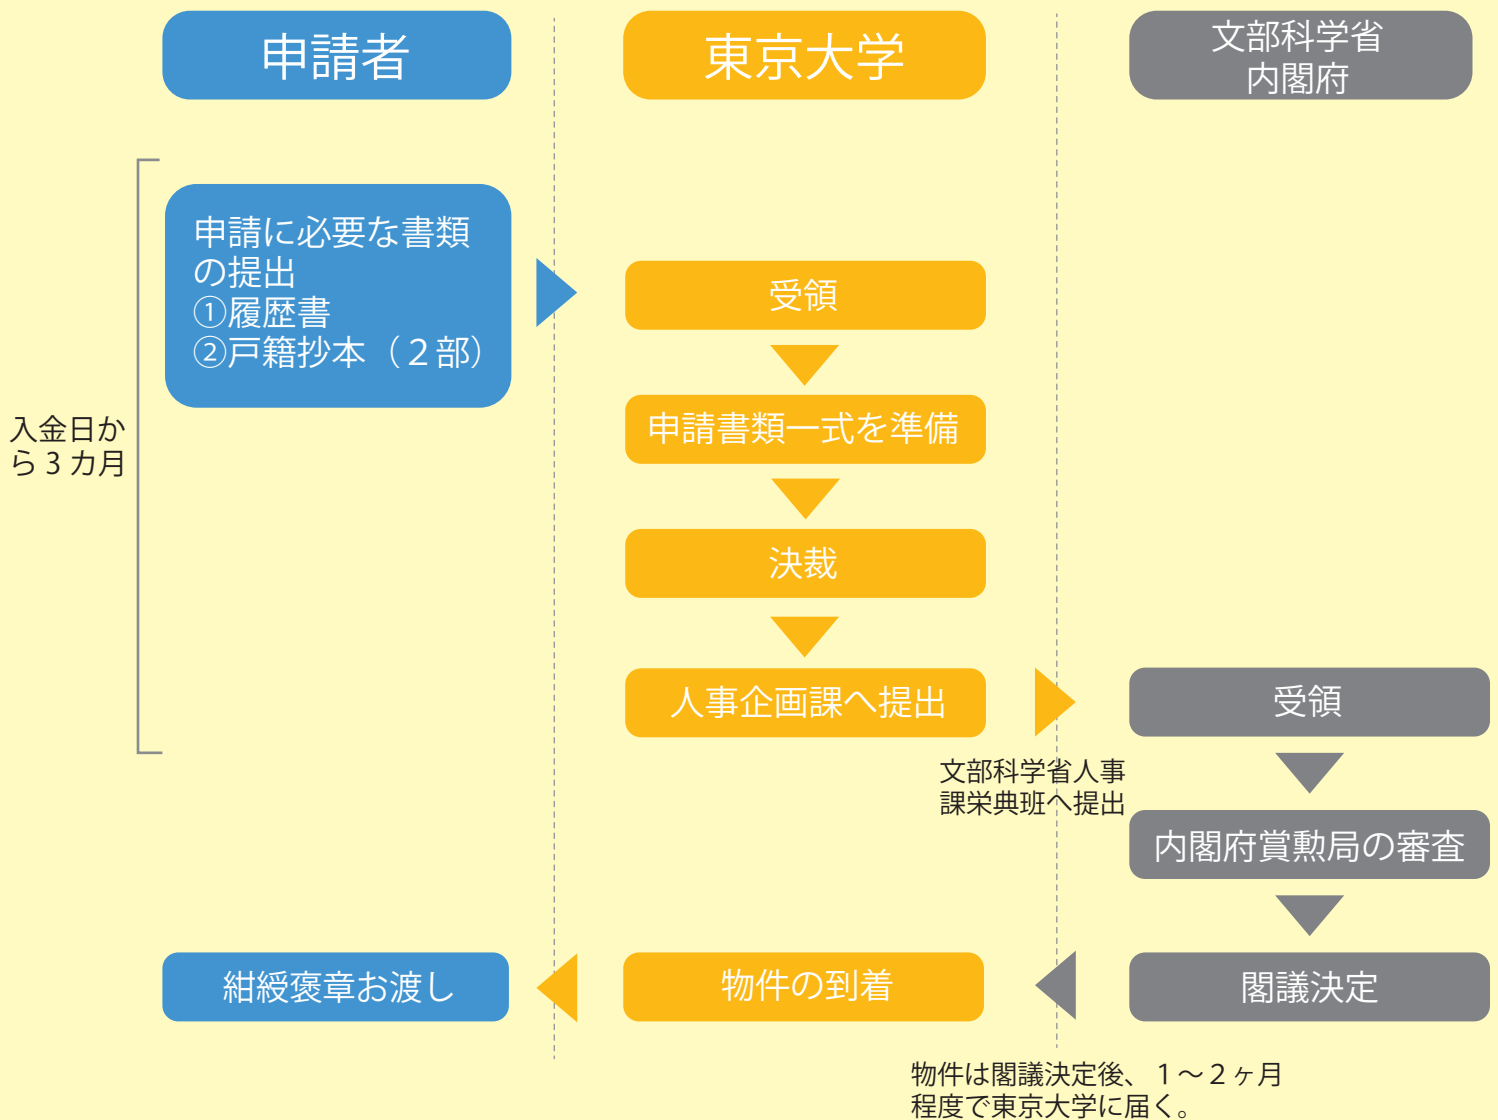 申請者
東京大学
文部科学省
内閣府
申請に必要な書類
の提出
①履歴書
②戸籍抄本（２部）
入金日か
ら 3 カ月
受領
申請書類一式を準備
決裁
人事企画課へ提出
文部科学省人事
課栄典班へ提出
受領
内閣府賞勲局の審査
閣議決定
物件の到着
紺綬褒章お渡し
物件は閣議決定後、１～２ヶ月
程度で東京大学に届く。